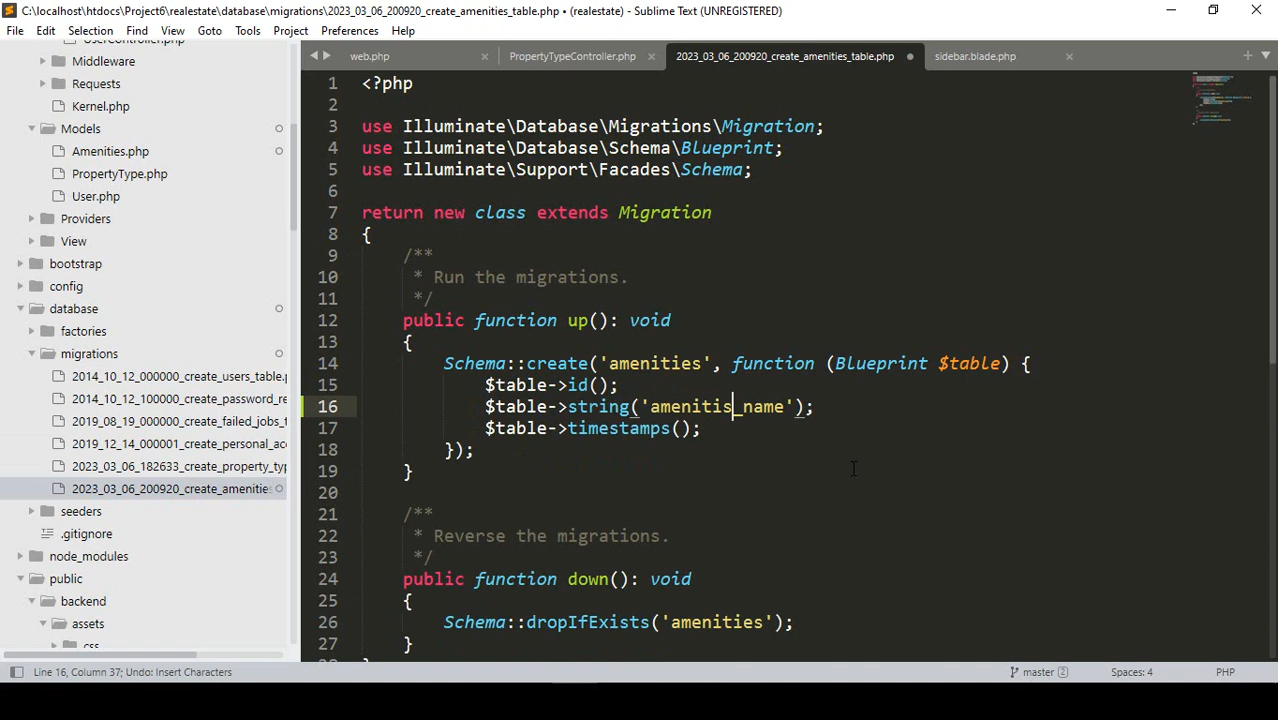 C:\localhost\htdocs\Project6\realestate\database\migrations\2023_03_06_200920_create_amenities_table.php • (realestate) - Sublime Text (UNREGISTERED)
File Edit Selection Find View Goto Tools Project Preferences Help
web.php PropertyTypeController.php 2023_03_06_200920_create_amenities_table.php sidebar.blade.php
UserController.php
Middleware
Requests
Kernel.php
Models
Amenities.php
PropertyType.php
User.php
Providers
View
bootstrap
config
database
factories
migrations
2014_10_12_000000_create_users_table.p
2014_10_12_100000_create_password_re
2019_08_19_000000_create_failed_jobs_t
2019_12_14_000001_create_personal_acc
2023_03_06_182633_create_property_typ
2023_03_06_200920_create_amenitie
seeders
.gitignore
node_modules
public
backend
assets
css
1 <?php
2
3 use Illuminate\Database\Migrations\Migration;
4 use Illuminate\Database\Schema\Blueprint;
5 use Illuminate\Support\Facades\Schema;
6
7 return new class extends Migration
8 {
9 /**
10 * Run the migrations.
11 */
12 public function up(): void
13 {
14 Schema::create('amenities', function (Blueprint $table) {
15 $table->id();
16 $table->string('amenitis_name');
17 $table->timestamps();
18 });
19 }
20
21 /**
22 * Reverse the migrations.
23 */
24 public function down(): void
25 {
26 Schema::dropIfExists('amenities');
27 }
Line 16, Column 37; Undo: Insert Characters master 2 Spaces: 4 PHP